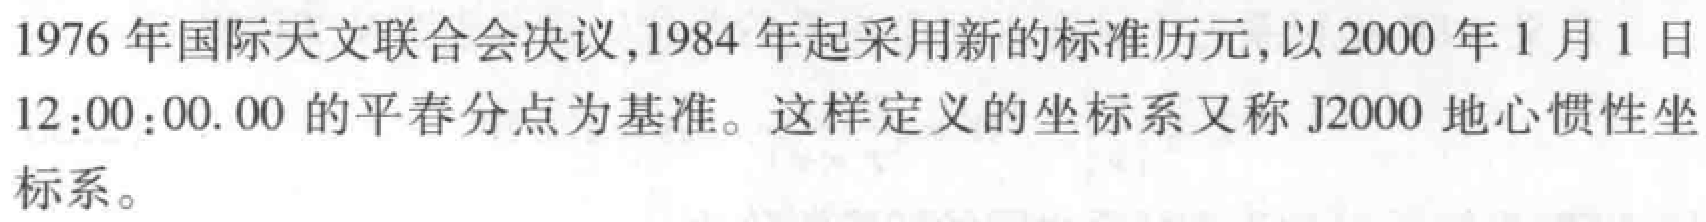 1976 年国际天文联合会决议,1984 年起采用新的标准历元,以 2000 年 1 月 1 日
12:00:00.00 的平春分点为基准。这样定义的坐标系又称 J2000 地心惯性坐
标系。